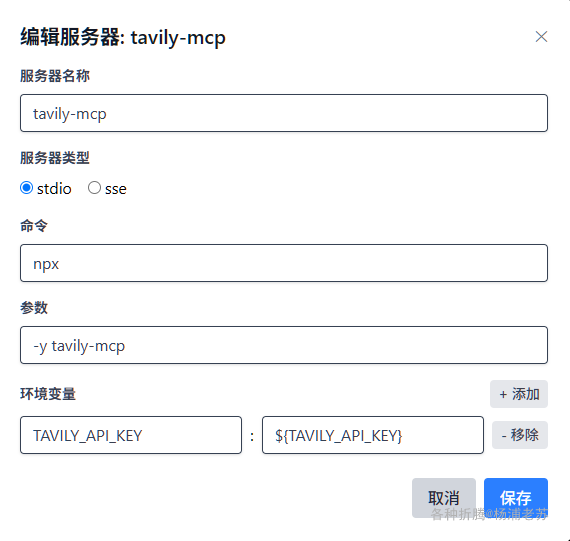 编辑服务器: tavily-mcp
服务器名称
tavily-mcp
服务器类型
stdio sse
命令
npx
参数
-y tavily-mcp
环境变量 + 添加
TAVILY_API_KEY : ${TAVILY_API_KEY} - 移除
取消 保存
各种折腾@杨浦老苏